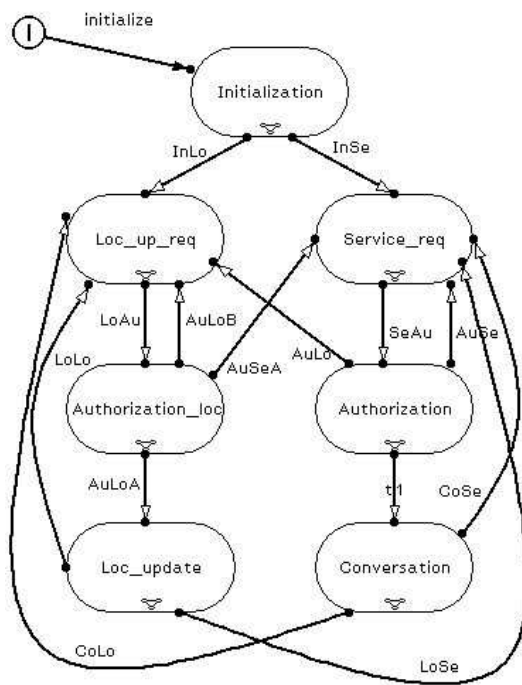 initialize
I
Initialization
InLo
InSe
Loc_up_req
Service_req
LoAu
AuLoB
SeAu
AuSe
LoLo
AuSeA
AuLo
Authorization_loc
Authorization
AuLoA
t1
CoSe
Loc_update
Conversation
CoLo
LoSe